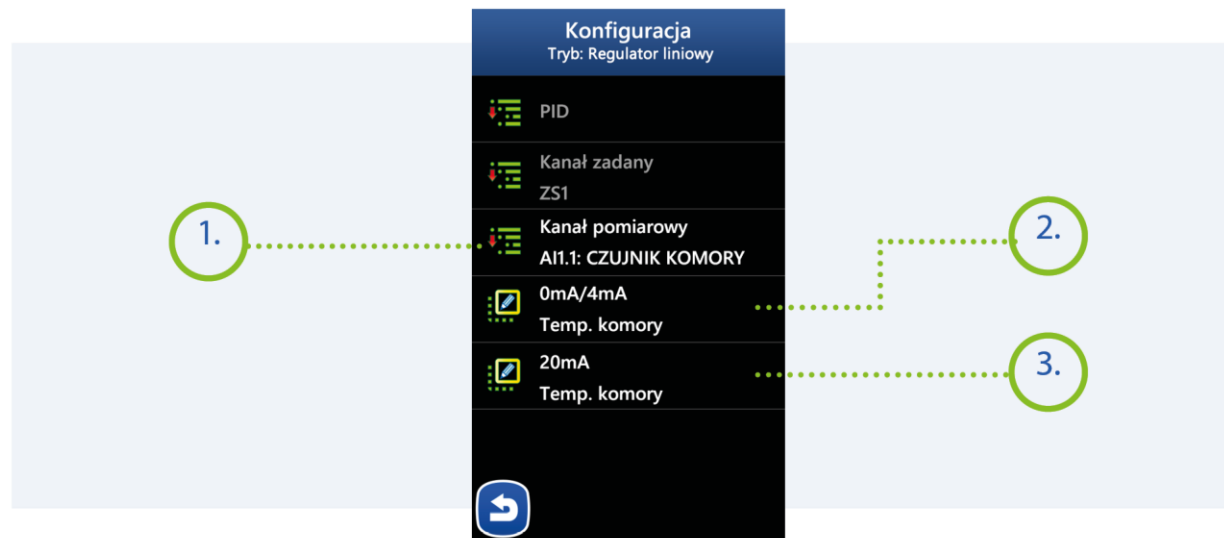 Konfiguracja
Tryb: Regulator liniowy
PID
Kanał zadany
ZS1
1.
Kanał pomiarowy
AI1.1: CZUJNIK KOMORY
2.
0mA/4mA
Temp. komory
3.
20mA
Temp. komory